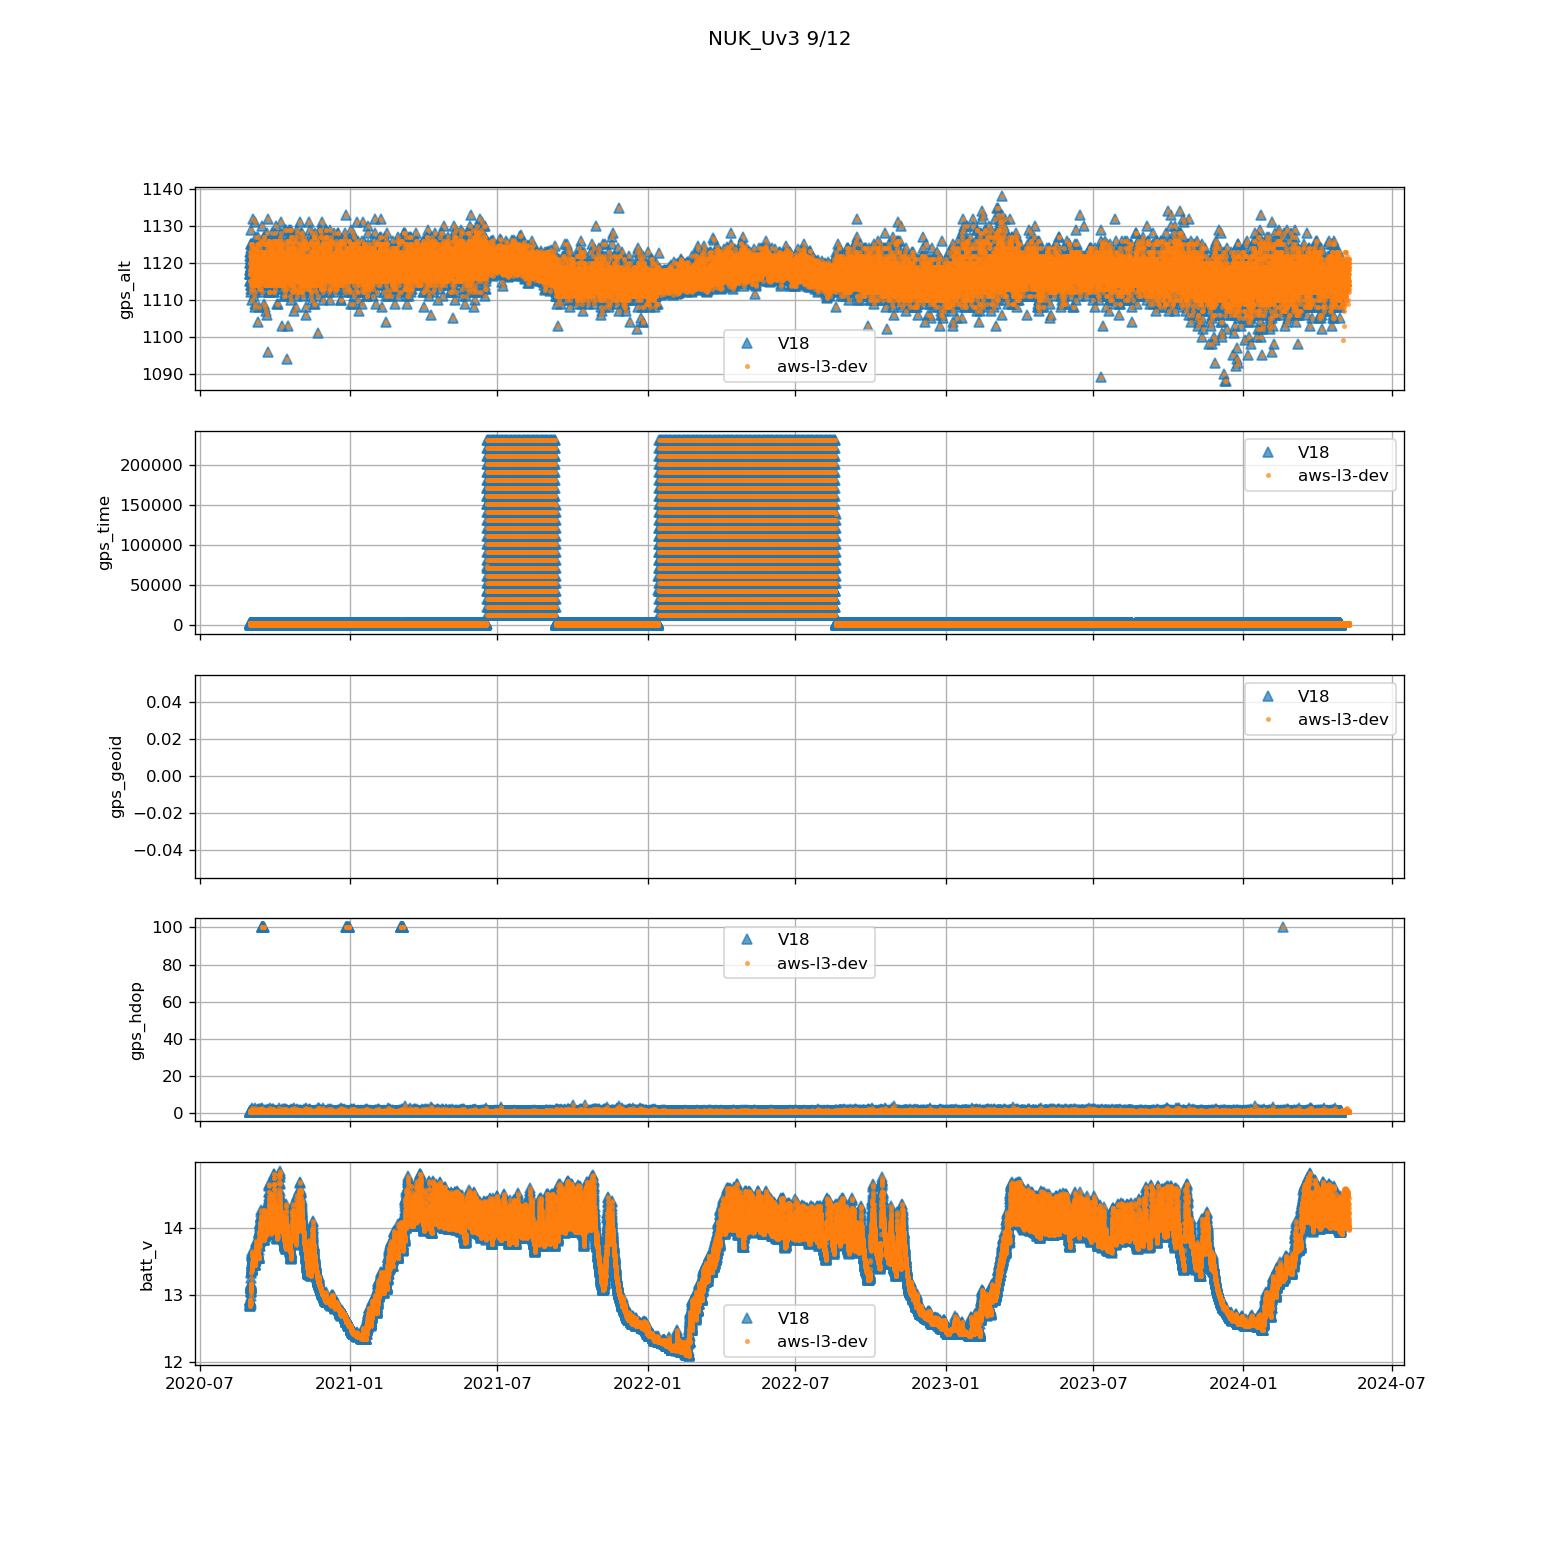 NUK_Uv3 9/12
1140
1130
1120
1110
1100
1090
gps_alt
V18
aws-l3-dev
200000
150000
100000
50000
0
gps_time
V18
aws-l3-dev
0.04
0.02
0.00
−0.02
−0.04
gps_geoid
V18
aws-l3-dev
100
80
60
40
20
0
gps_hdop
V18
aws-l3-dev
14
13
12
batt_v
V18
aws-l3-dev
2020-07 2021-01 2021-07 2022-01 2022-07 2023-01 2023-07 2024-01 2024-07